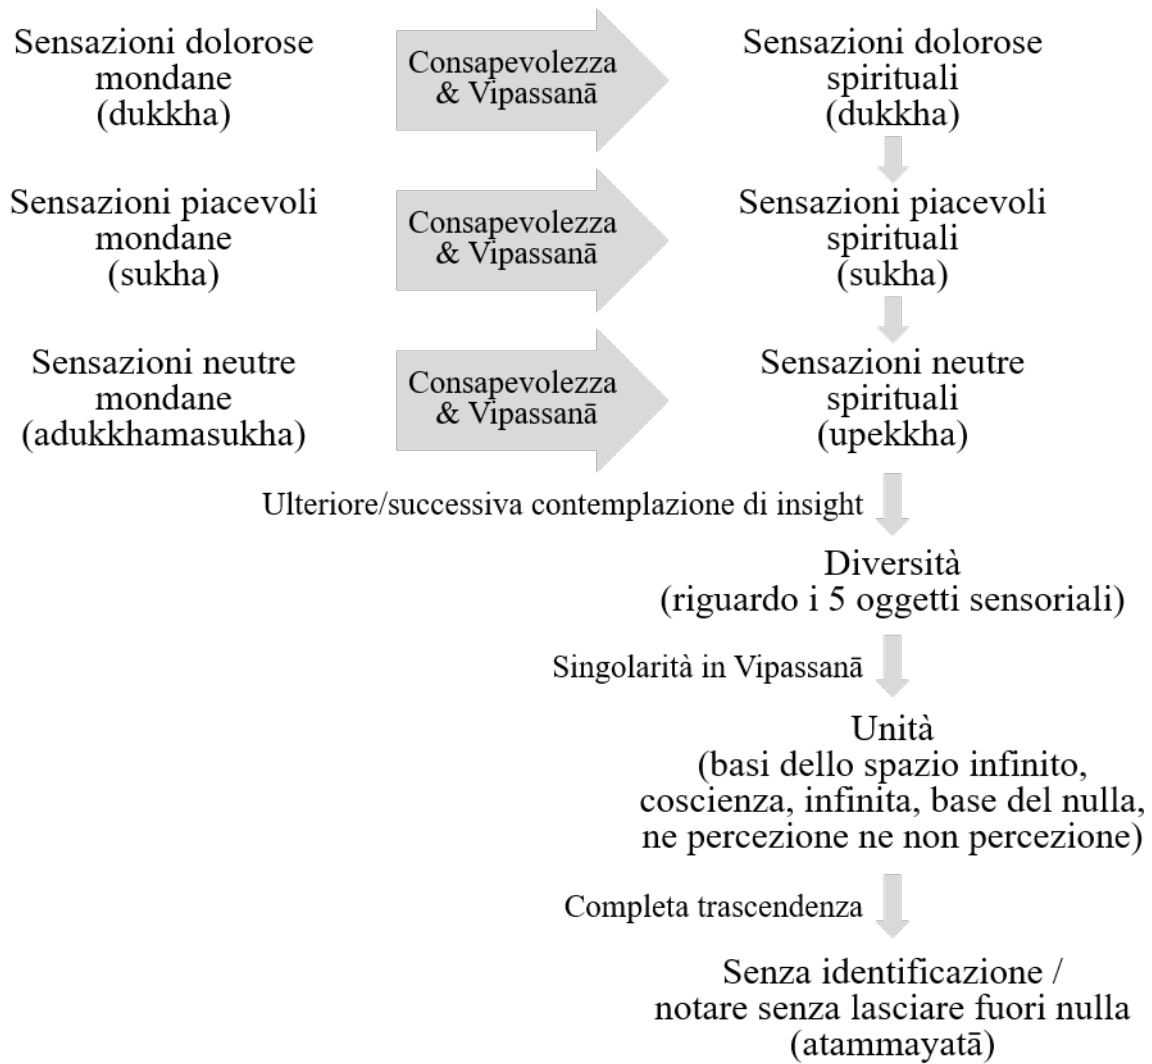 Sensazioni dolorose
mondane
(dukkha)
Consapevolezza
& Vipassanā
Sensazioni dolorose
spirituali
(dukkha)
Sensazioni piacevoli
mondane
(sukha)
Consapevolezza
& Vipassanā
Sensazioni piacevoli
spirituali
(sukha)
Sensazioni neutre
mondane
(adukkhamasukha)
Consapevolezza
& Vipassanā
Sensazioni neutre
spirituali
(upekkha)
Ulteriore/successiva contemplazione di insight
Diversità
(riguardo i 5 oggetti sensoriali)
Singolarità in Vipassanā
Unità
(basi dello spazio infinito,
coscienza, infinita, base del nulla,
ne percezione ne non percezione)
Completa trascendenza
Senza identificazione /
notare senza lasciare fuori nulla
(atammayatā)